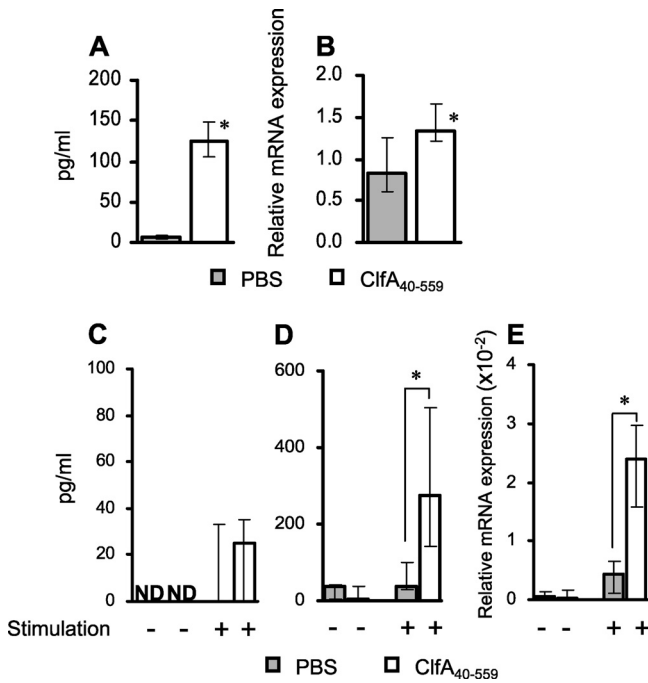 A
B
pg/ml
200
150
100
50
0
*
Relative mRNA expression
2.0
1.5
1.0
0.5
0.0
*
PBS
ClfA40-559
C
D
E
pg/ml
100
80
60
40
20
0
ND ND
600
400
200
0
*
Relative mRNA expression (x10-2)
4
3
2
1
0
*
Stimulation - - + + - - + + - - + +
PBS
ClfA40-559